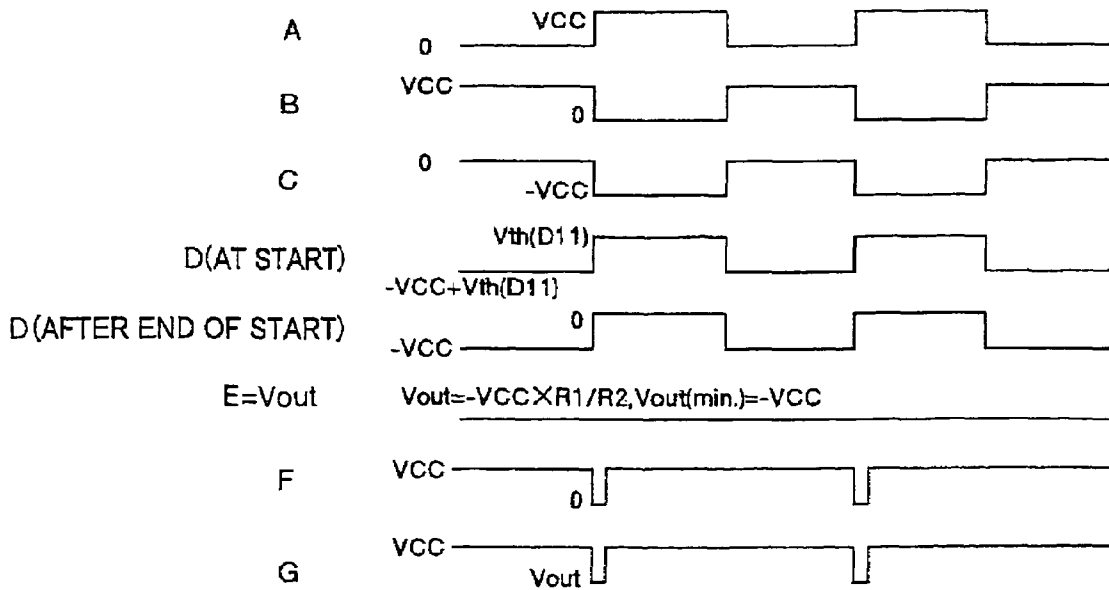 A
VCC
0
B
VCC
0
C
0
-VCC
D(AT START)
Vth(D11)
-VCC+Vth(D11)
D(AFTER END OF START)
0
-VCC
E=Vout
Vout=-VCC×R1/R2,Vout(min.)=-VCC
F
VCC
0
G
VCC
Vout